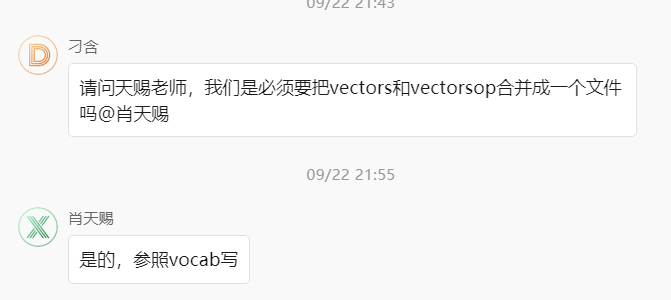 09/22 21:43
刁含
请问天赐老师，我们是必须要把vectors和vectorsop合并成一个文件
吗@肖天赐
09/22 21:55
肖天赐
是的，参照vocab写